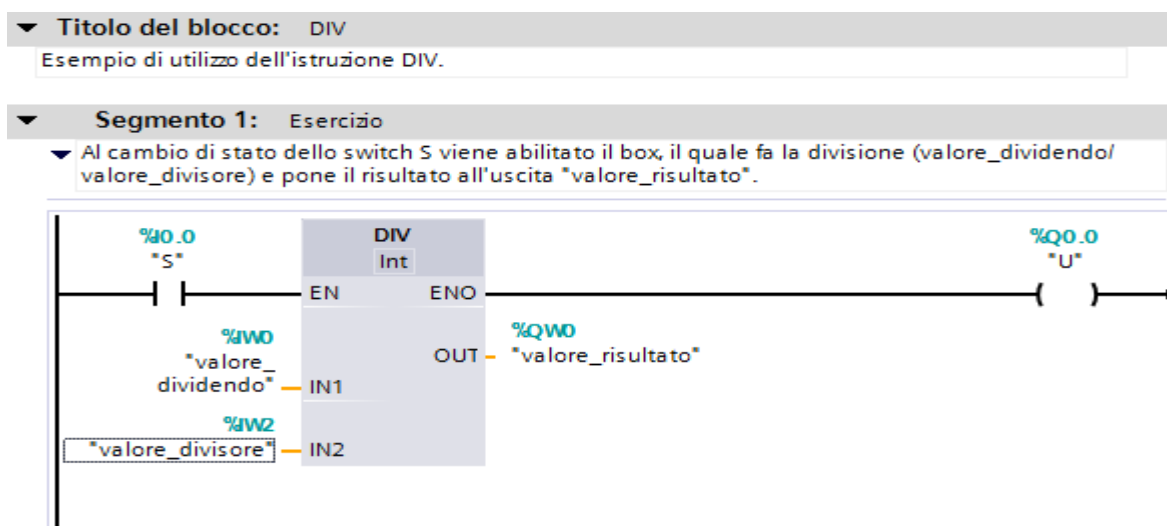 Titolo del blocco: DIV
Esempio di utilizzo dell'istruzione DIV.
Segmento 1: Esercizio
Al cambio di stato dello switch S viene abilitato il box, il quale fa la divisione (valore_dividendo/
valore_divisore) e pone il risultato all'uscita "valore_risultato".
%I0.0
"S"
DIV
Int
%Q0.0
"U"
EN
ENO
%IW0
"valore_
dividendo"
IN1
%QW0
OUT
"valore_risultato"
%IW2
"valore_divisore"
IN2